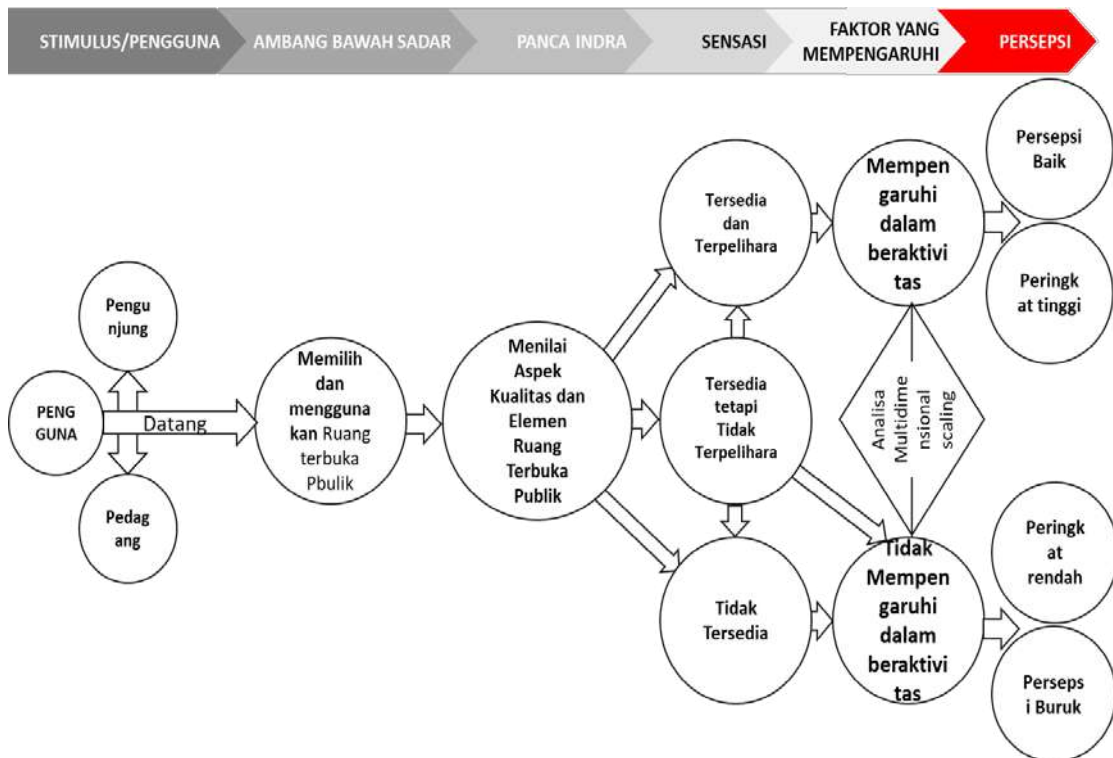 STIMULUS/PENGGUNA
AMBANG BAWAH SADAR
PANCA INDRA
SENSASI
FAKTOR YANG
MEMPENGARUHI
PERSEPSI
PENG
GUNA
Pengu
njung
Datang
Pedag
ang
Memilih
dan
mengguna
kan Ruang
terbuka
Pbulik
Menilai
Aspek
Kualitas dan
Elemen
Ruang
Terbuka
Publik
Tersedia
dan
Terpelihara
Tersedia
tetapi
Tidak
Terpelihara
Tidak
Tersedia
Mempen
garuhi
dalam
beraktivi
tas
Analisa
Multidime
nsional
scaling
Tidak
Mempen
garuhi
dalam
beraktivi
tas
Persepsi
Baik
Peringk
at tinggi
Peringk
at
rendah
Perseps
i Buruk